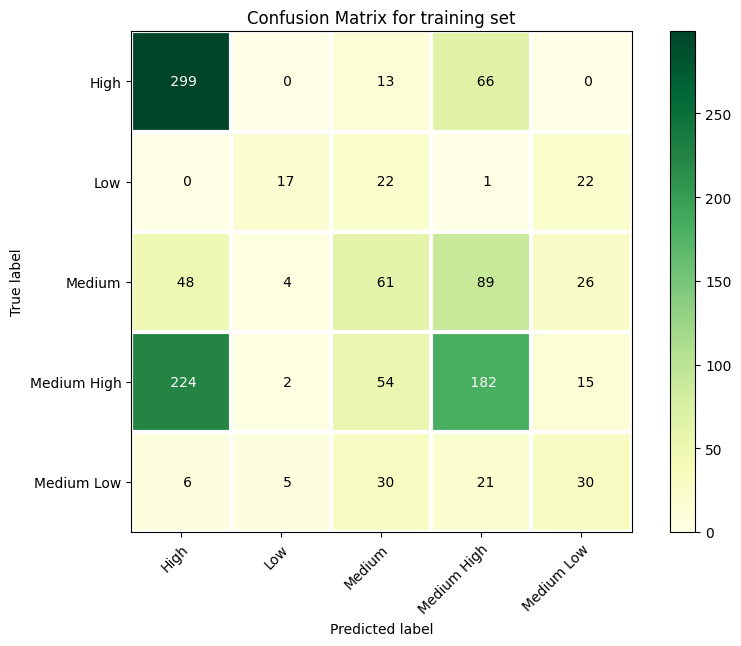 Confusion Matrix for training set
True label
High 299 0 13 66 0
Low 0 17 22 1 22
Medium 48 4 61 89 26
Medium High 224 2 54 182 15
Medium Low 6 5 30 21 30
High Low Medium Medium High Medium Low
Predicted label
250
200
150
100
50
0